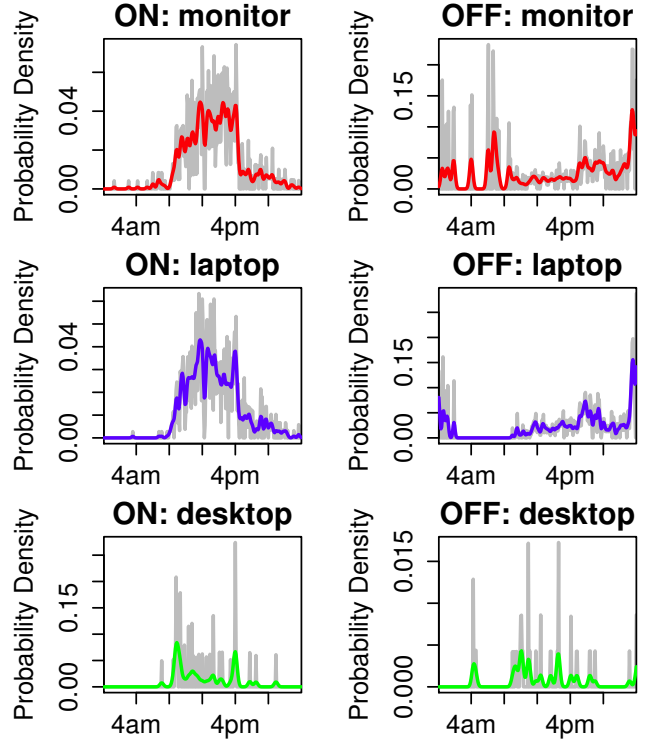 ON: monitor
OFF: monitor
Probability Density
0.00 0.04
4am 4pm
Probability Density
0.00 0.15
4am 4pm
ON: laptop
OFF: laptop
Probability Density
0.00 0.04
4am 4pm
Probability Density
0.00 0.15
4am 4pm
ON: desktop
OFF: desktop
Probability Density
0.00 0.15
4am 4pm
Probability Density
0.000 0.015
4am 4pm